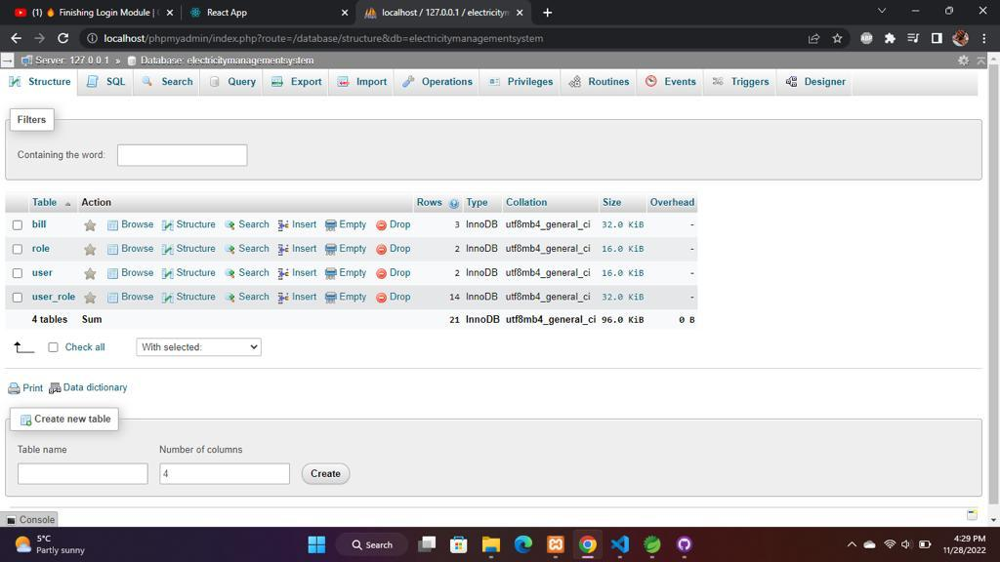 (1) 🔥 Finishing Login Module |
React App
localhost / 127.0.0.1 / electricitym
localhost/phpmyadmin/index.php?route=/database/structure&db=electricitymanagementsystem
ABP
Server: 127.0.0.1 » Database: electricitymanagementsystem
Structure SQL Search Query Export Import Operations Privileges Routines Events Triggers Designer
Filters
Containing the word:
Table Action Rows Type Collation Size Overhead
bill Browse Structure Search Insert Empty Drop 3 InnoDB utf8mb4_general_ci 32.0 KiB -
role Browse Structure Search Insert Empty Drop 2 InnoDB utf8mb4_general_ci 16.0 KiB -
user Browse Structure Search Insert Empty Drop 2 InnoDB utf8mb4_general_ci 16.0 KiB -
user_role Browse Structure Search Insert Empty Drop 14 InnoDB utf8mb4_general_ci 32.0 KiB -
4 tables Sum 21 InnoDB utf8mb4_general_ci 96.0 KiB 0 B
Check all With selected:
Print Data dictionary
Create new table
Table name Number of columns
4 Create
Console
5°C
Partly sunny
Search
4:29 PM
11/28/2022